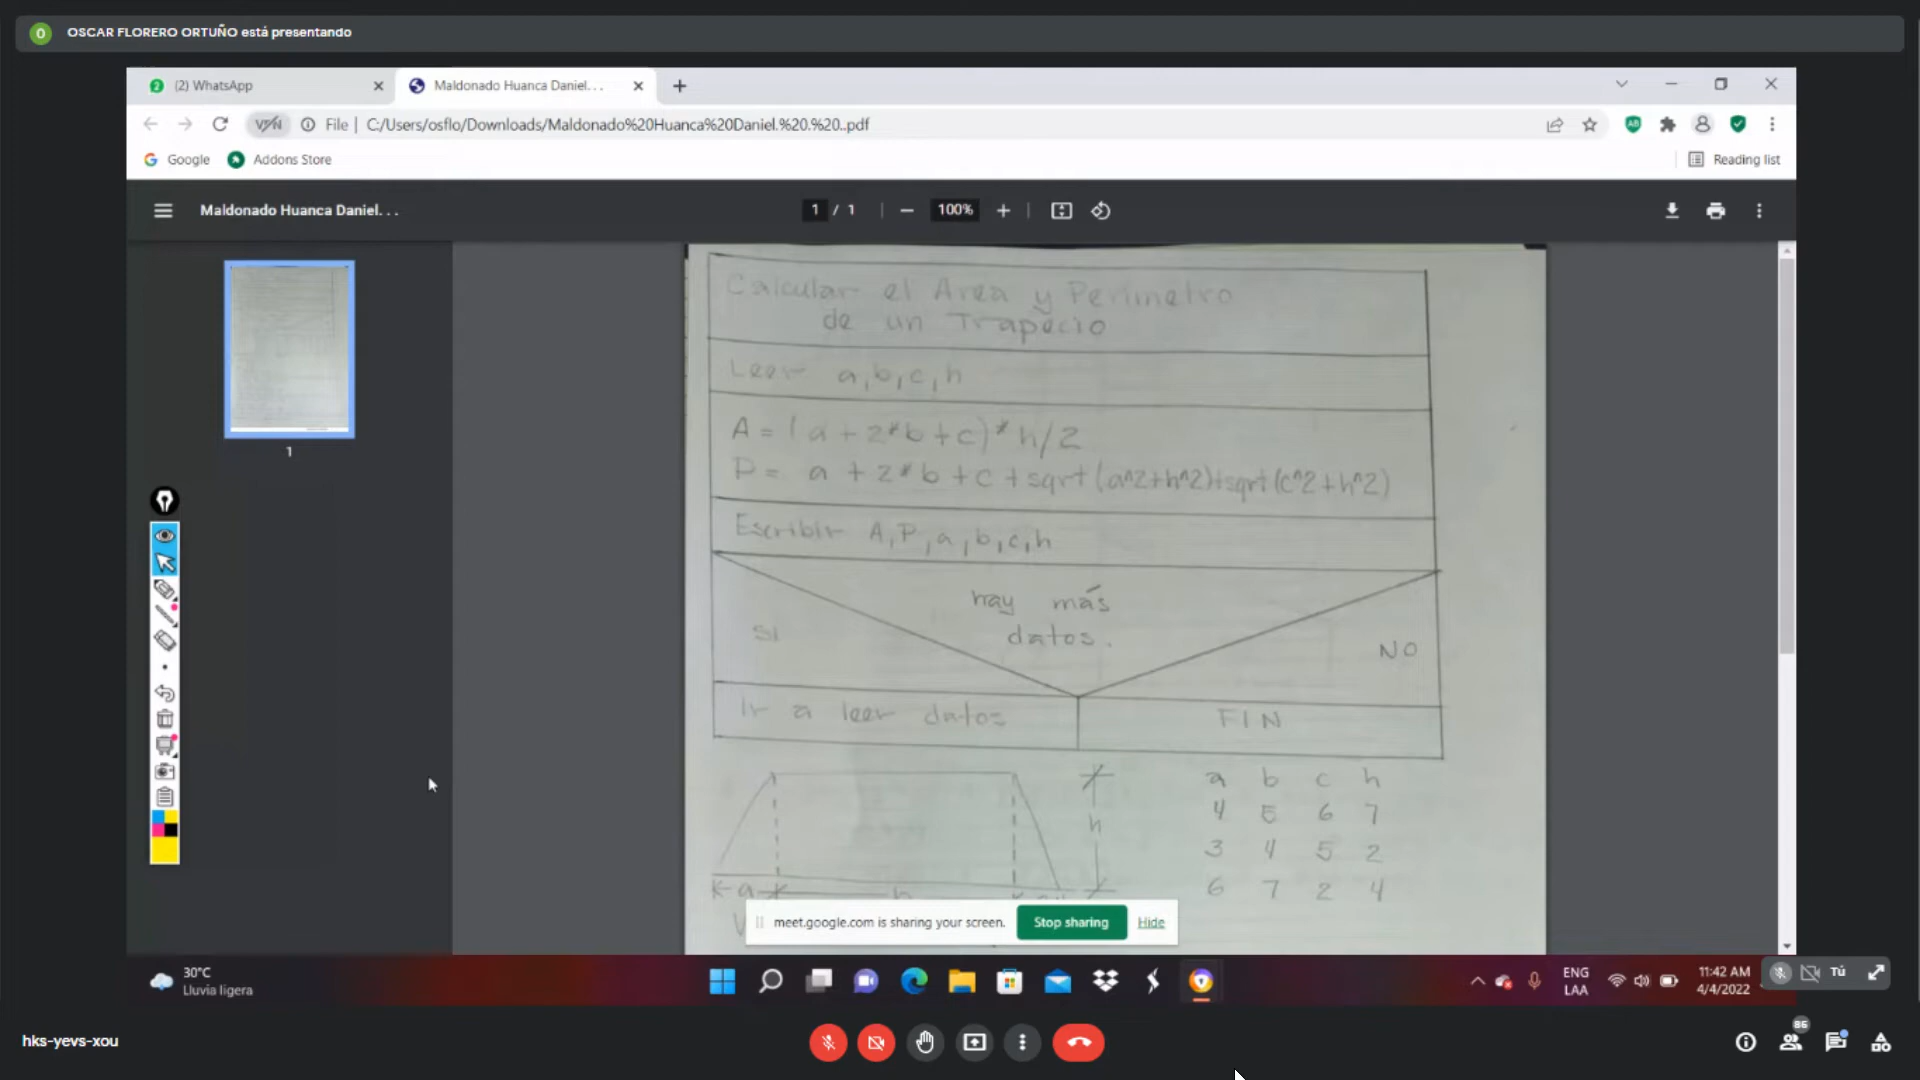 O OSCAR FLORERO ORTUÑO está presentando
2 (2) WhatsApp
Maldonado Huanca Daniel. . .
VPN File | C:/Users/osflo/Downloads/Maldonado%20Huanca%20Daniel.%20.%20..pdf
Google Addons Store Reading list
Maldonado Huanca Daniel. . . 1 / 1 100%
1
Calcular el Area y Perimetro
de un Trapecio
Leer a, b, c, h
A = (a + 2*b + c) * h/2
P = a + 2*b + c + sqrt (a^2+h^2)+sqrt (c^2+h^2)
Escribir A, P, a, b, c, h
hay más
datos.
SI
NO
Ir a leer datos FIN
h
a b
a b c h
4 5 6 7
3 4 5 2
6 7 2 4
meet.google.com is sharing your screen. Stop sharing Hide
30°C
Lluvia ligera
ENG
LAA
11:42 AM
4/4/2022
Tú
hks-yevs-xou
86